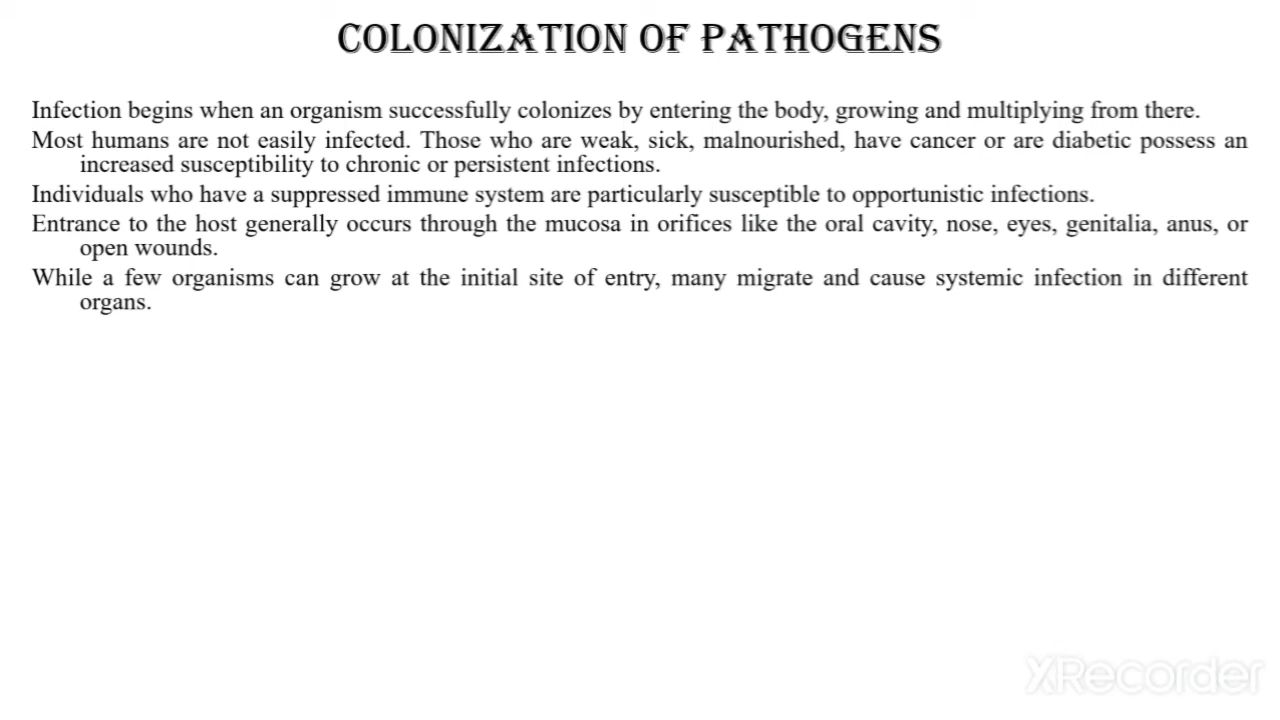 COLONIZATION OF PATHOGENS
Infection begins when an organism successfully colonizes by entering the body, growing and multiplying from there.
Most humans are not easily infected. Those who are weak, sick, malnourished, have cancer or are diabetic possess an
increased susceptibility to chronic or persistent infections.
Individuals who have a suppressed immune system are particularly susceptible to opportunistic infections.
Entrance to the host generally occurs through the mucosa in orifices like the oral cavity, nose, eyes, genitalia, anus, or
open wounds.
While a few organisms can grow at the initial site of entry, many migrate and cause systemic infection in different
organs.
XRecorder